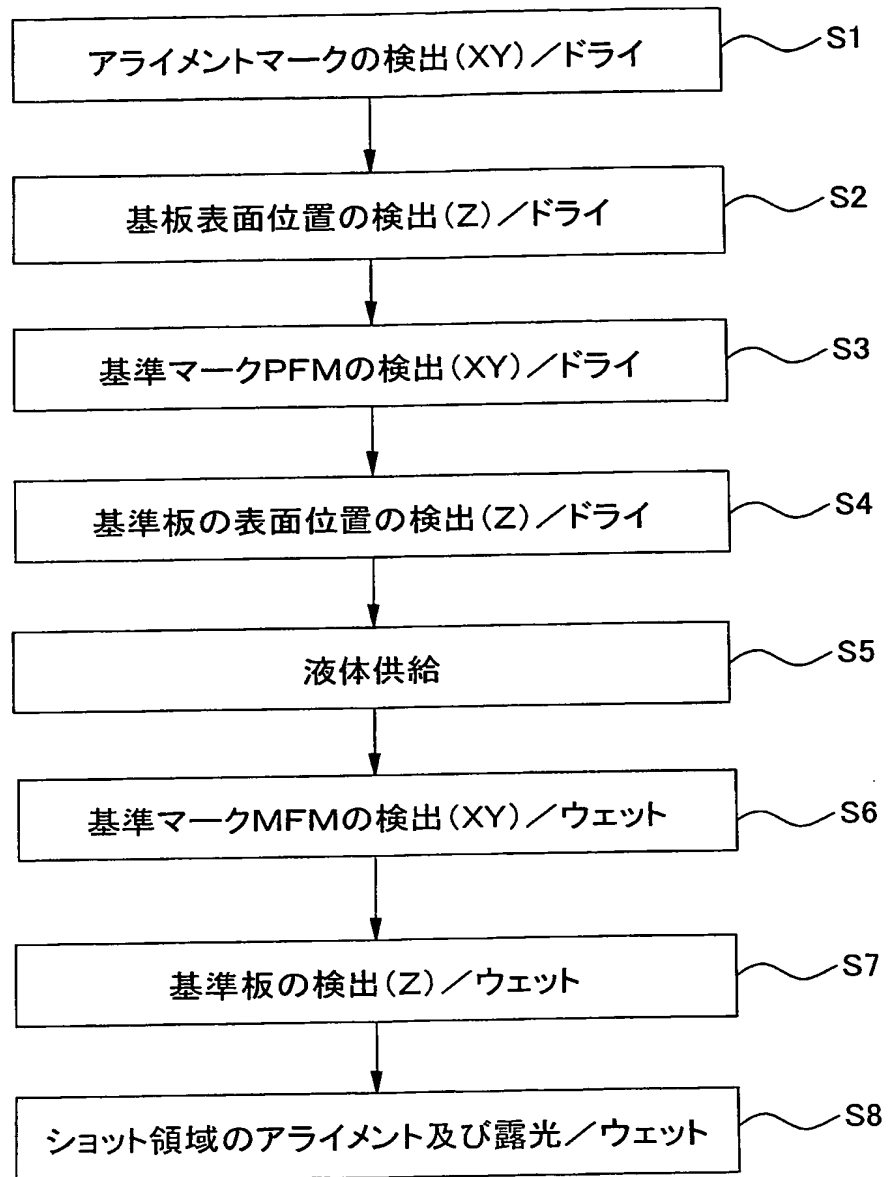 アライメントマークの検出(XY)／ドライ S1
基板表面位置の検出(Z)／ドライ S2
基準マークPFMの検出(XY)／ドライ S3
基準板の表面位置の検出(Z)／ドライ S4
液体供給 S5
基準マークMFMの検出(XY)／ウェット S6
基準板の検出(Z)／ウェット S7
ショット領域のアライメント及び露光／ウェット S8